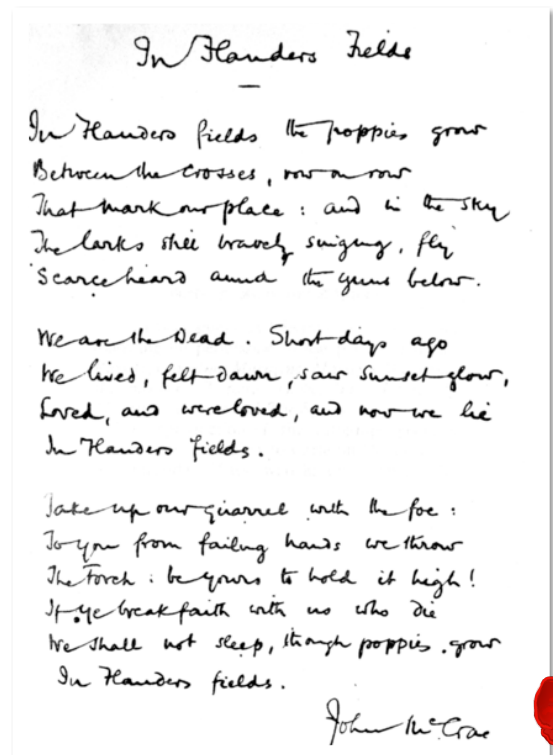 In Flanders Fields
In Flanders fields the poppies grow
Between the crosses, row on row
That mark our place : and in the sky
The larks still bravely singing, fly
Scarce heard amid the guns below.
We are the Dead. Short days ago
We lived, felt dawn, saw sunset glow,
Loved, and were loved, and now we lie
In Flanders fields.
Take up our quarrel with the foe :
To you from failing hands we throw
The Torch : be yours to hold it high!
If ye break faith with us who die
We shall not sleep, though poppies grow
In Flanders fields.
John McCrae